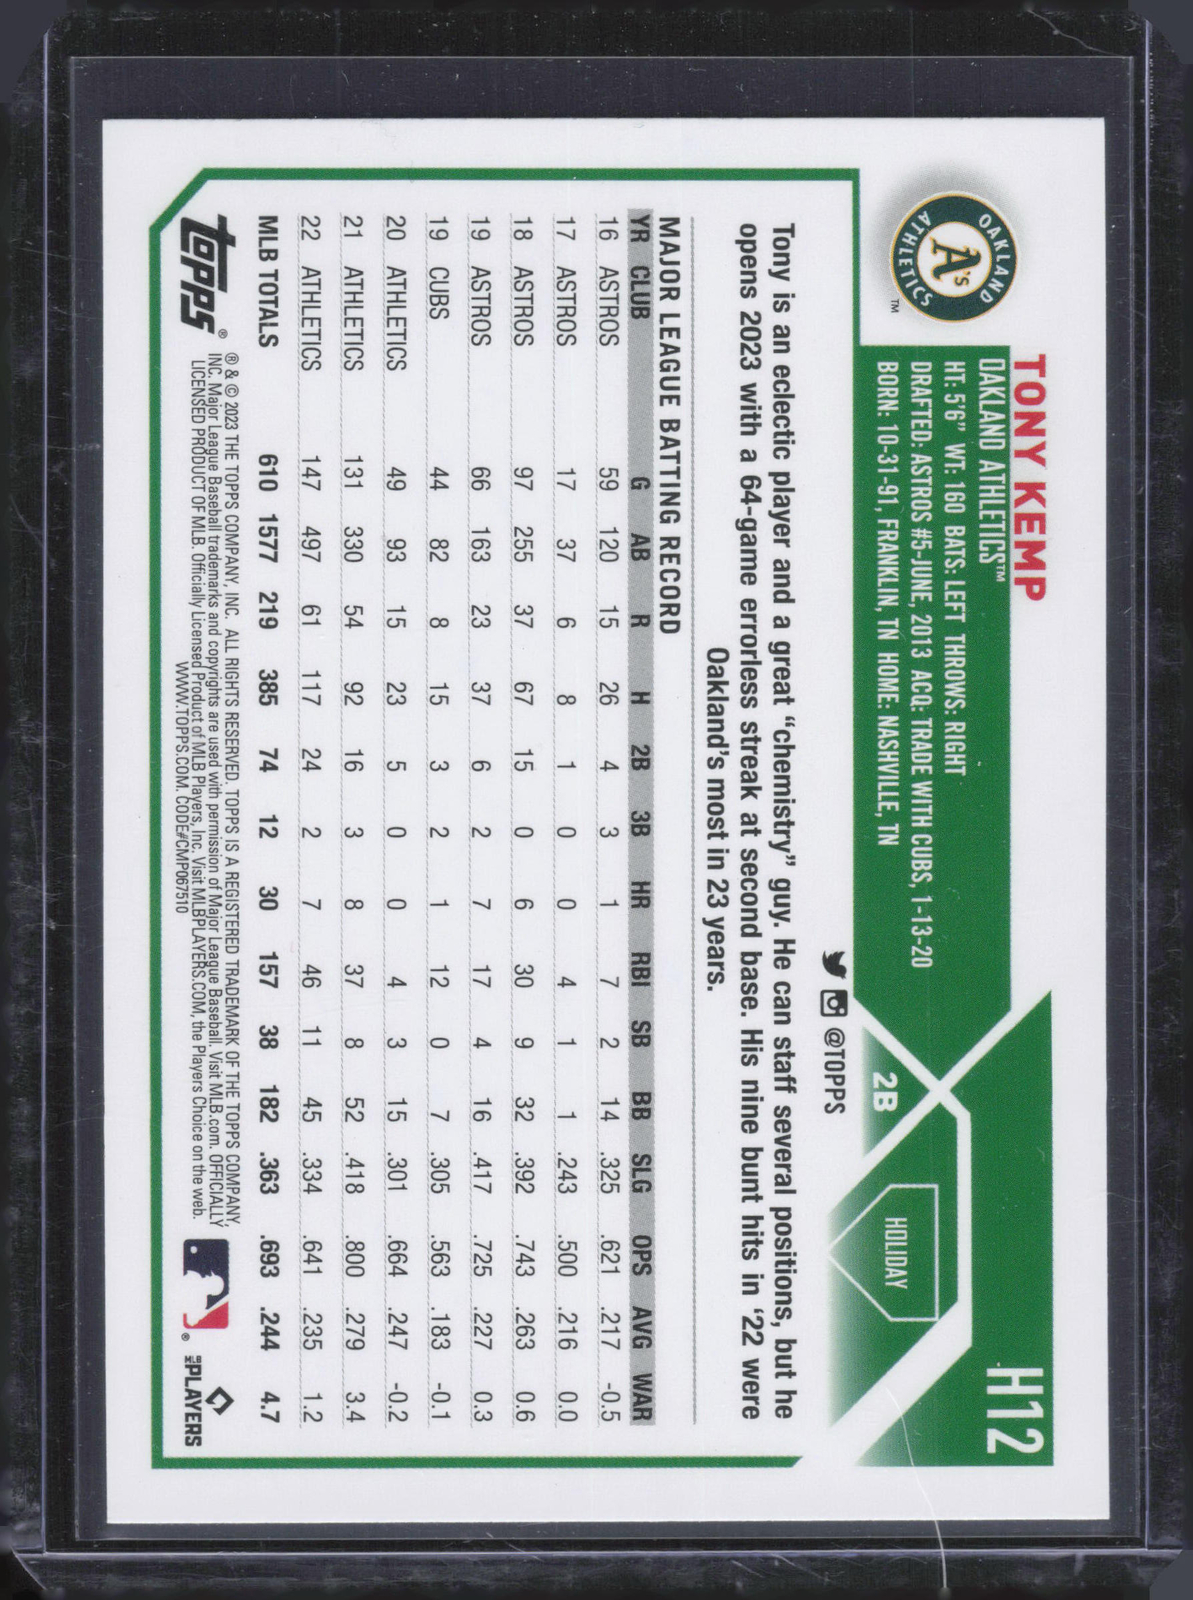 H12
TONY KEMP
OAKLAND ATHLETICS™
HT: 5'6" WT: 160 BATS: LEFT THROWS: RIGHT
DRAFTED: ASTROS #5-JUNE, 2013 ACQ: TRADE WITH CUBS, 1-13-20
BORN: 10-31-91, FRANKLIN, TN HOME: NASHVILLE, TN
OAKLAND ATHLETICS
A's
™
HOLIDAY
2B
@TOPPS
Tony is an eclectic player and a great “chemistry” guy. He can staff several positions, but he
opens 2023 with a 64-game errorless streak at second base. His nine bunt hits in ’22 were
Oakland’s most in 23 years.
MAJOR LEAGUE BATTING RECORD
YR CLUB G AB R H 2B 3B HR RBI SB BB SLG OPS AVG WAR
16 ASTROS 59 120 15 26 4 3 1 7 2 14 .325 .621 .217 -0.5
17 ASTROS 17 37 6 8 1 0 0 4 1 1 .243 .500 .216 0.0
18 ASTROS 97 255 37 67 15 0 6 30 9 32 .392 .743 .263 0.6
19 ASTROS 66 163 23 37 6 2 7 17 4 16 .417 .725 .227 0.3
19 CUBS 44 82 8 15 3 2 1 12 0 7 .305 .563 .183 -0.1
20 ATHLETICS 49 93 15 23 5 0 0 4 3 15 .301 .664 .247 -0.2
21 ATHLETICS 131 330 54 92 16 3 8 37 8 52 .418 .800 .279 3.4
22 ATHLETICS 147 497 61 117 24 2 7 46 11 45 .334 .641 .235 1.2
MLB TOTALS 610 1577 219 385 74 12 30 157 38 182 .363 .693 .244 4.7
topps®
® & © 2023 THE TOPPS COMPANY, INC. ALL RIGHTS RESERVED. TOPPS IS A REGISTERED TRADEMARK OF THE TOPPS COMPANY,
INC. Major League Baseball trademarks and copyrights are used with permission of Major League Baseball. Visit MLB.com. OFFICIALLY
LICENSED PRODUCT OF MLB. Officially Licensed Product of MLB Players, Inc. Visit MLBPLAYERS.COM, the Players Choice on the web.
WWW.TOPPS.COM. CODE#CMP067510
®
MLB PLAYERS